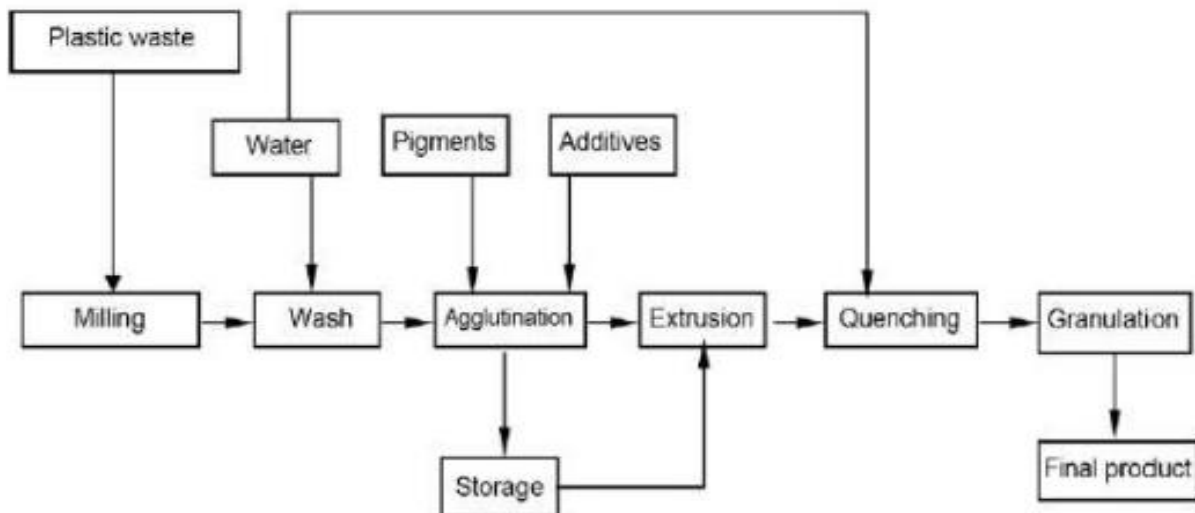 Plastic waste
Water
Pigments
Additives
Milling
Wash
Agglutination
Extrusion
Quenching
Granulation
Storage
Final product